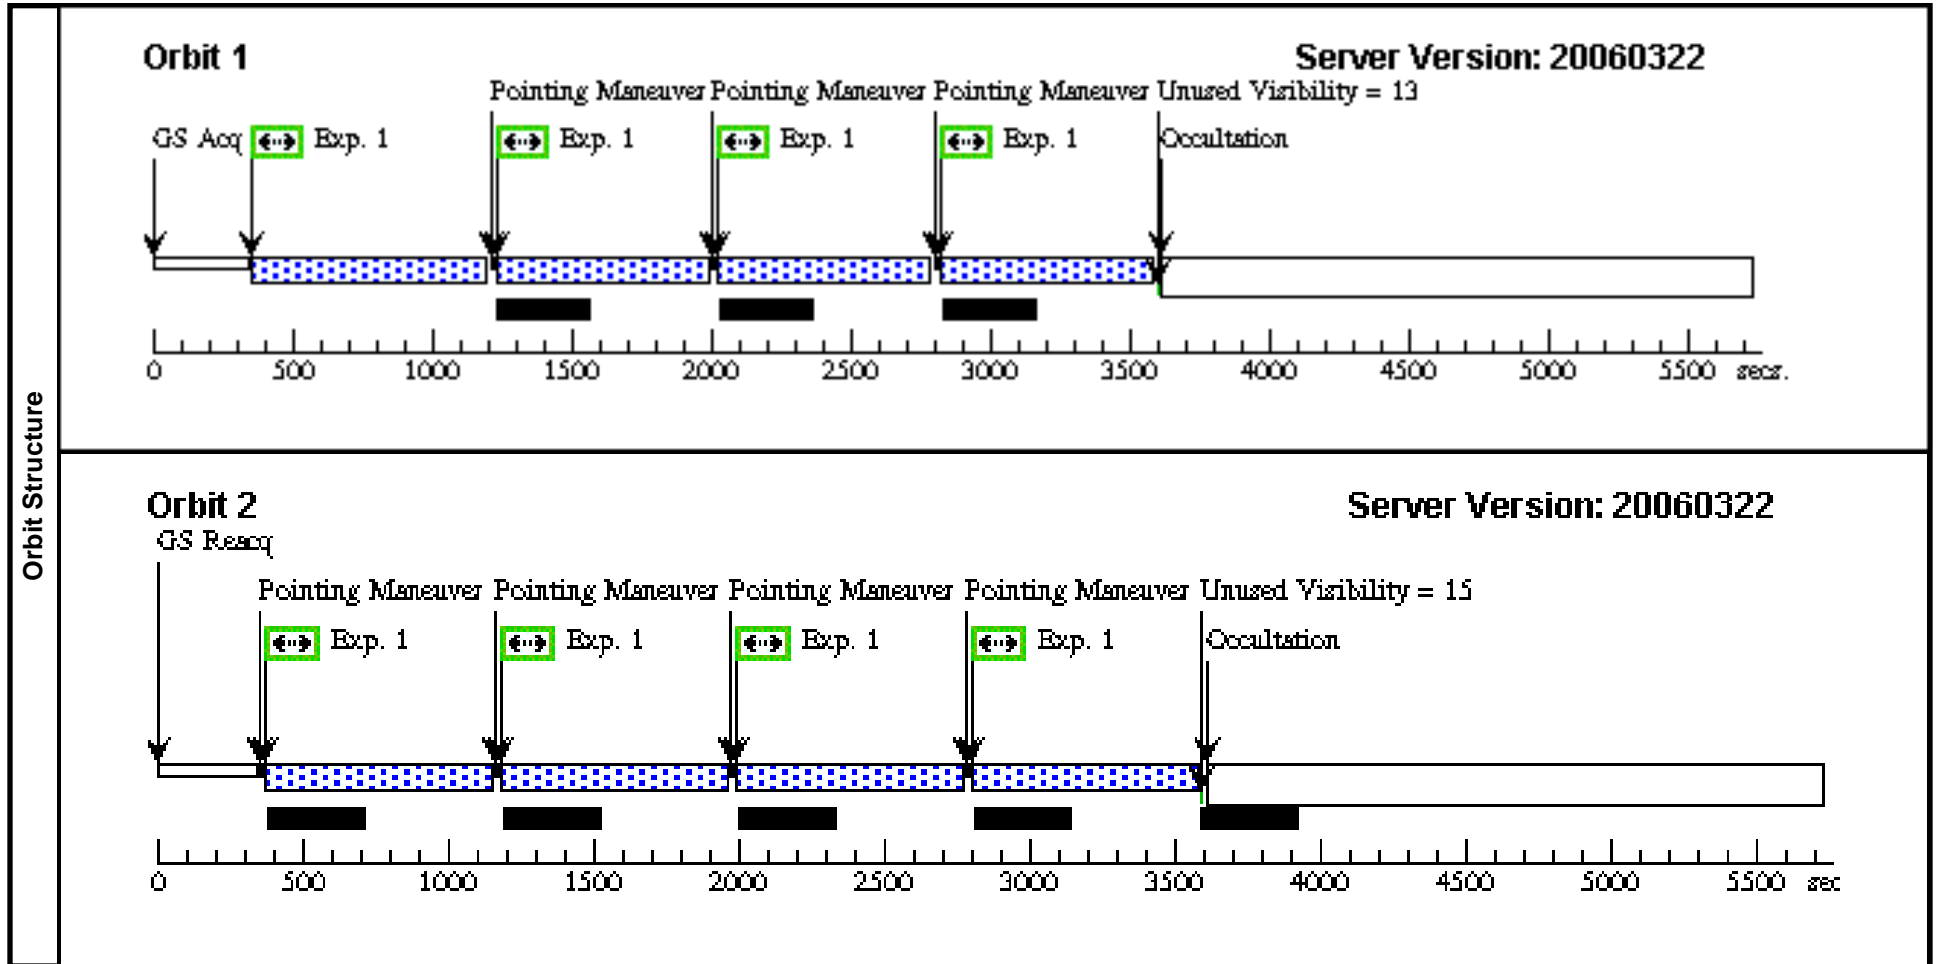 Orbit Structure
Orbit 1 Server Version: 20060322
Pointing Maneuver Pointing Maneuver Pointing Maneuver Unused Visibility = 13
GS Acq Exp. 1 Exp. 1 Exp. 1 Exp. 1 Occultation
0 500 1000 1500 2000 2500 3000 3500 4000 4500 5000 5500 secs.
Orbit 2 Server Version: 20060322
GS Reacq
Pointing Maneuver Pointing Maneuver Pointing Maneuver Pointing Maneuver Unused Visibility = 15
Exp. 1 Exp. 1 Exp. 1 Exp. 1 Occultation
0 500 1000 1500 2000 2500 3000 3500 4000 4500 5000 5500 sec